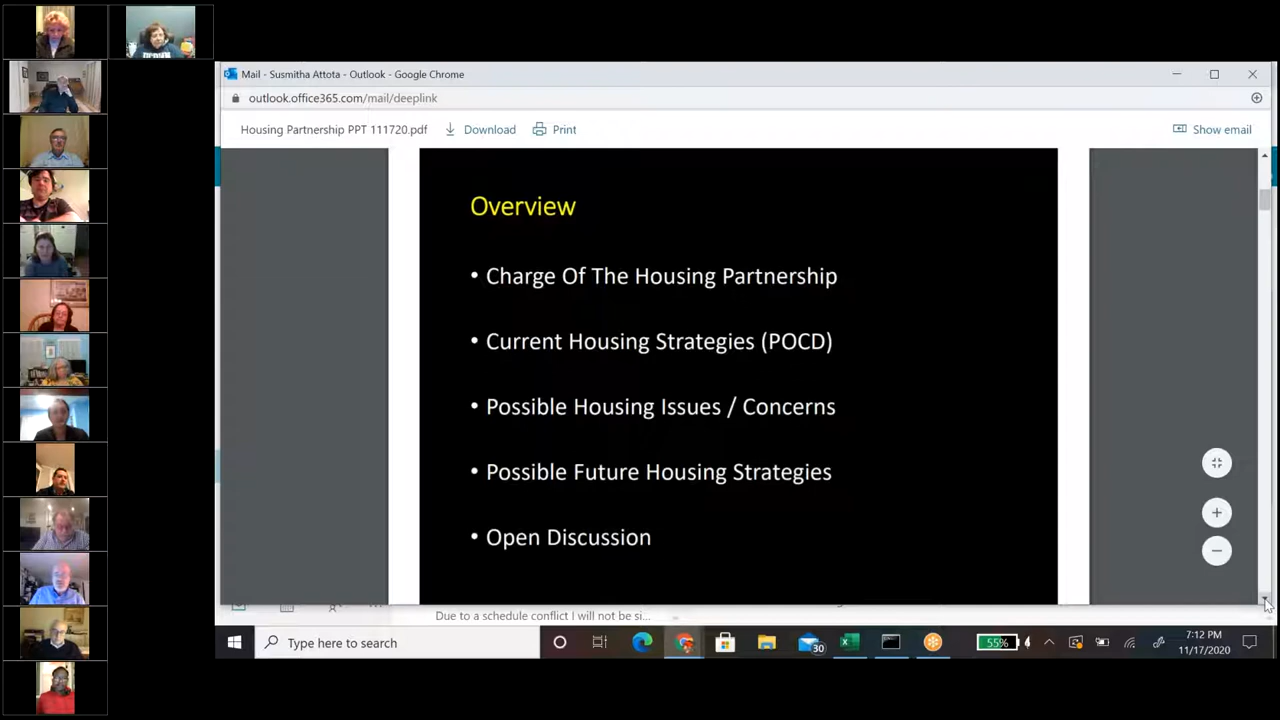 Mail - Susmitha Attota - Outlook - Google Chrome
outlook.office365.com/mail/deeplink
Housing Partnership PPT 111720.pdf
Download
Print
Show email
Overview
• Charge Of The Housing Partnership
• Current Housing Strategies (POCD)
• Possible Housing Issues / Concerns
• Possible Future Housing Strategies
• Open Discussion
Due to a schedule conflict I will not be si...
Type here to search
30
55%
7:12 PM
11/17/2020